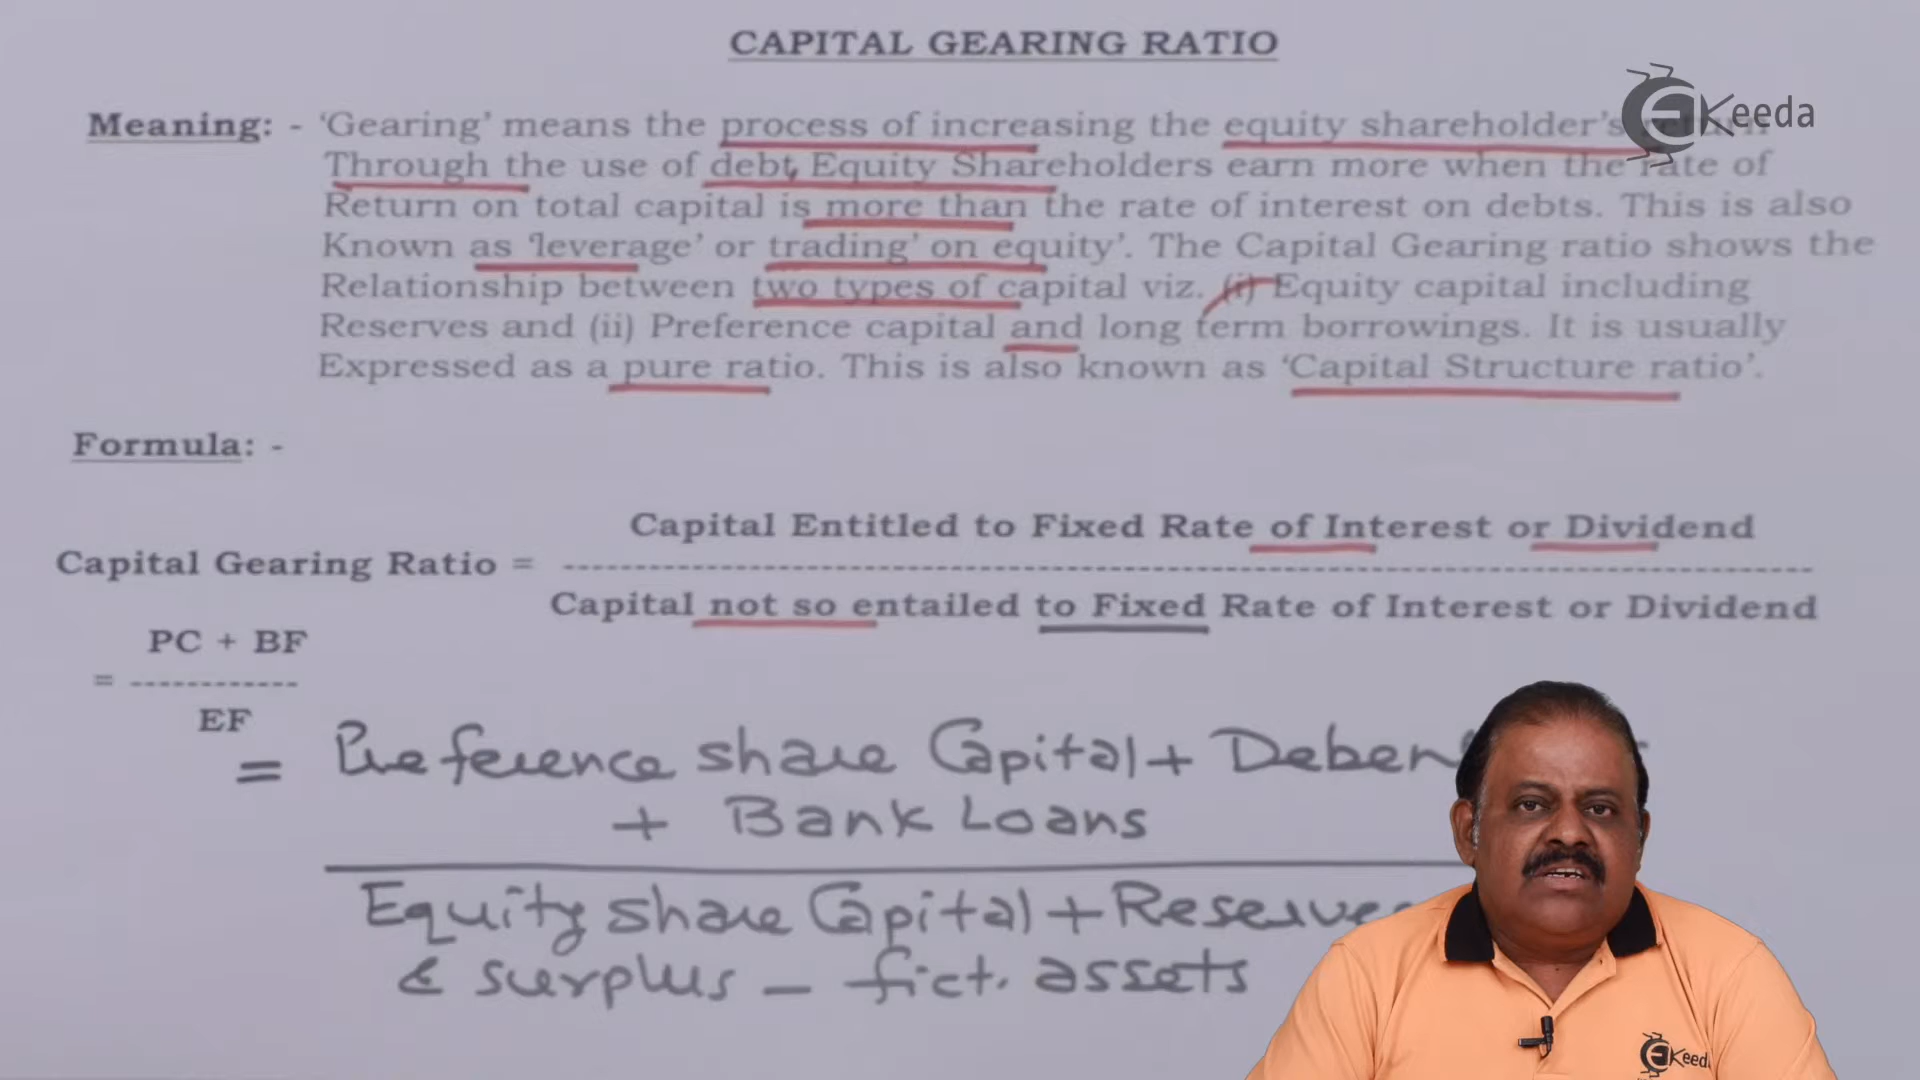 CAPITAL GEARING RATIO
Keeda
Meaning: - ‘Gearing’ means the process of increasing the equity shareholder’s
Through the use of debt, Equity Shareholders earn more when the rate of
Return on total capital is more than the rate of interest on debts. This is also
Known as ‘leverage’ or trading’ on equity’. The Capital Gearing ratio shows the
Relationship between two types of capital viz. (i) Equity capital including
Reserves and (ii) Preference capital and long term borrowings. It is usually
Expressed as a pure ratio. This is also known as ‘Capital Structure ratio’.
Formula: -
Capital Entitled to Fixed Rate of Interest or Dividend
Capital Gearing Ratio = ----------------
Capital not so entailed to Fixed Rate of Interest or Dividend
PC + BF
= ------------
EF
= Preference share Capital +
+ Bank Loans
Equity share Capital + Reserves
& surplus - fict. assets
Keeda